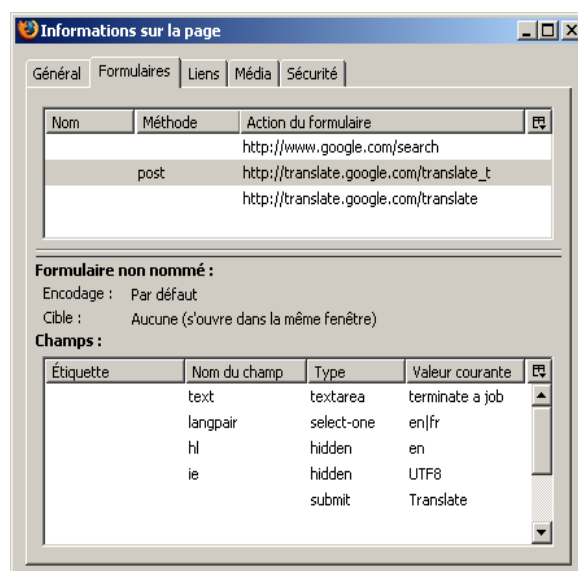 Informations sur la page
Général Formulaires Liens Média Sécurité
Nom Méthode Action du formulaire
http://www.google.com/search
post http://translate.google.com/translate_t
http://translate.google.com/translate
Formulaire non nommé :
Encodage : Par défaut
Cible : Aucune (s'ouvre dans la même fenêtre)
Champs :
Étiquette Nom du champ Type Valeur courante
text textarea terminate a job
langpair select-one en|fr
hl hidden en
ie hidden UTF8
submit Translate